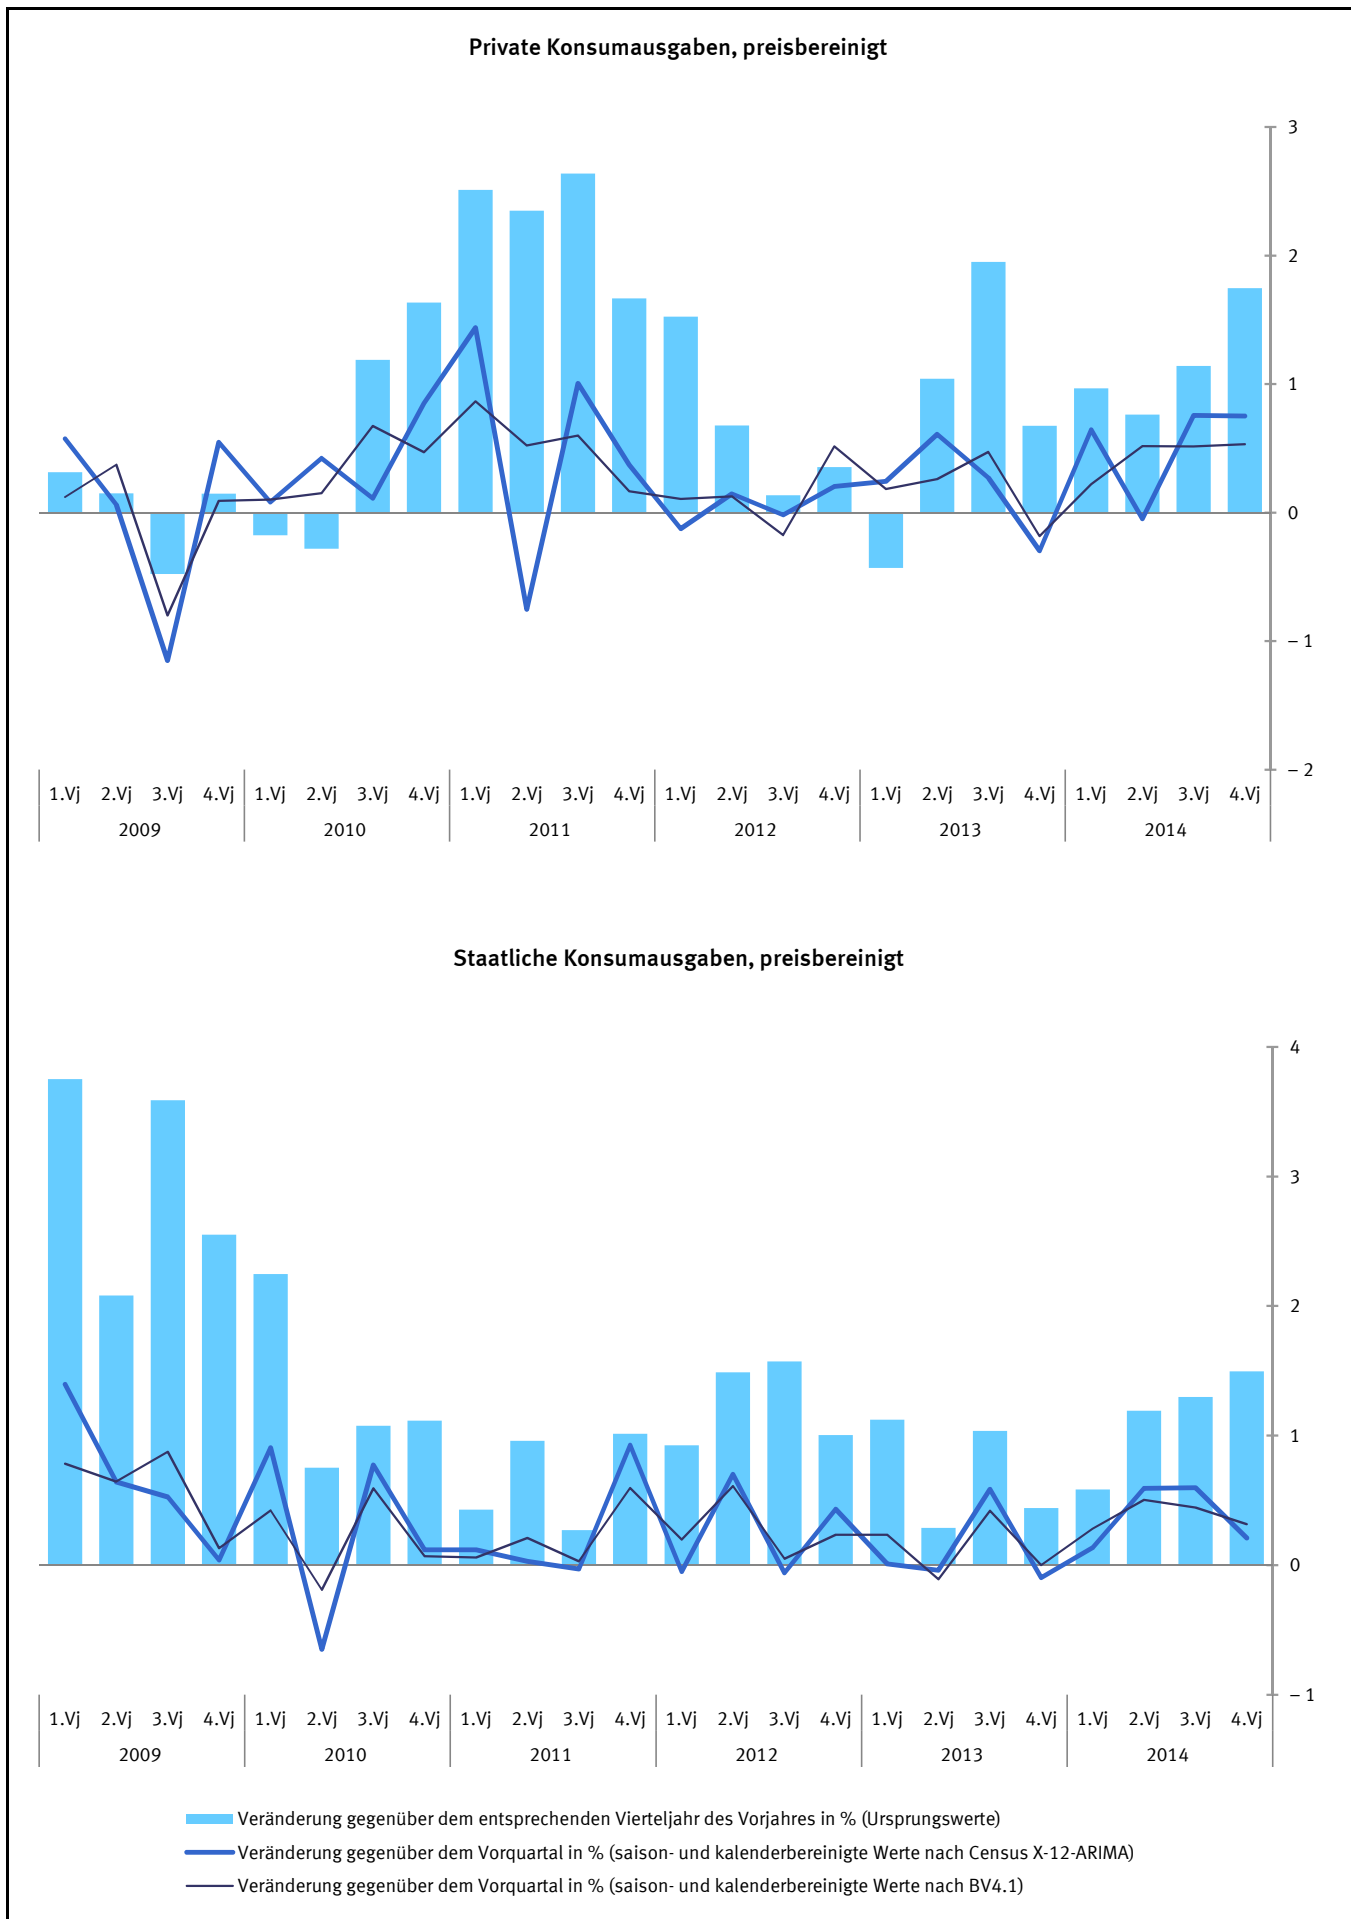 Private Konsumausgaben, preisbereinigt
3
2
1
0
– 1
– 2
1.Vj 2.Vj 3.Vj 4.Vj 1.Vj 2.Vj 3.Vj 4.Vj 1.Vj 2.Vj 3.Vj 4.Vj 1.Vj 2.Vj 3.Vj 4.Vj 1.Vj 2.Vj 3.Vj 4.Vj 1.Vj 2.Vj 3.Vj 4.Vj
2009 2010 2011 2012 2013 2014
Staatliche Konsumausgaben, preisbereinigt
4
3
2
1
0
– 1
1.Vj 2.Vj 3.Vj 4.Vj 1.Vj 2.Vj 3.Vj 4.Vj 1.Vj 2.Vj 3.Vj 4.Vj 1.Vj 2.Vj 3.Vj 4.Vj 1.Vj 2.Vj 3.Vj 4.Vj 1.Vj 2.Vj 3.Vj 4.Vj
2009 2010 2011 2012 2013 2014
Veränderung gegenüber dem entsprechenden Vierteljahr des Vorjahres in % (Ursprungswerte)
Veränderung gegenüber dem Vorquartal in % (saison- und kalenderbereinigte Werte nach Census X-12-ARIMA)
Veränderung gegenüber dem Vorquartal in % (saison- und kalenderbereinigte Werte nach BV4.1)